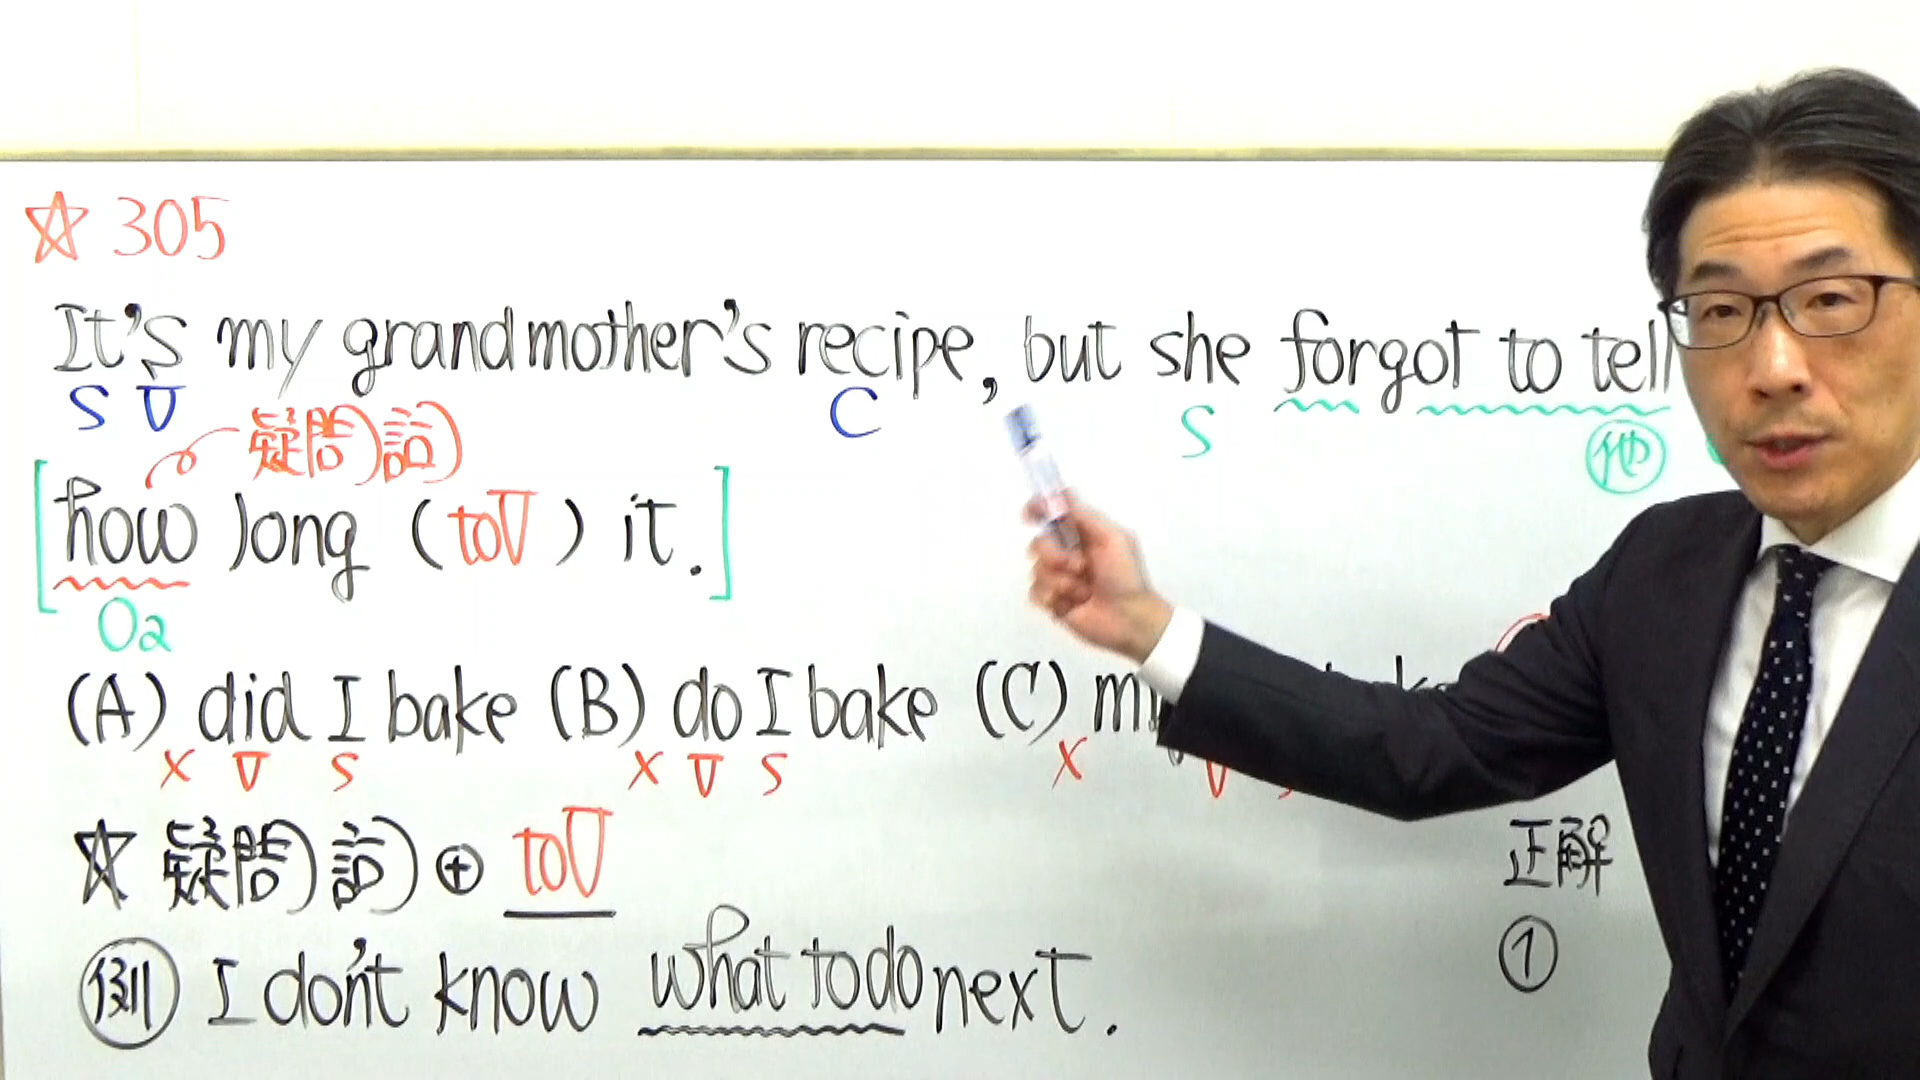 ☆ 305
It's my grandmother's recipe, but she forgot to tell
S V C S 他
疑問詞
[how long (toV) it.]
O2
(A) did I bake (B) do I bake (C)
× V S × V S × V
☆ 疑問詞 ⊕ toV
正解
例 I don't know what to do next.
①